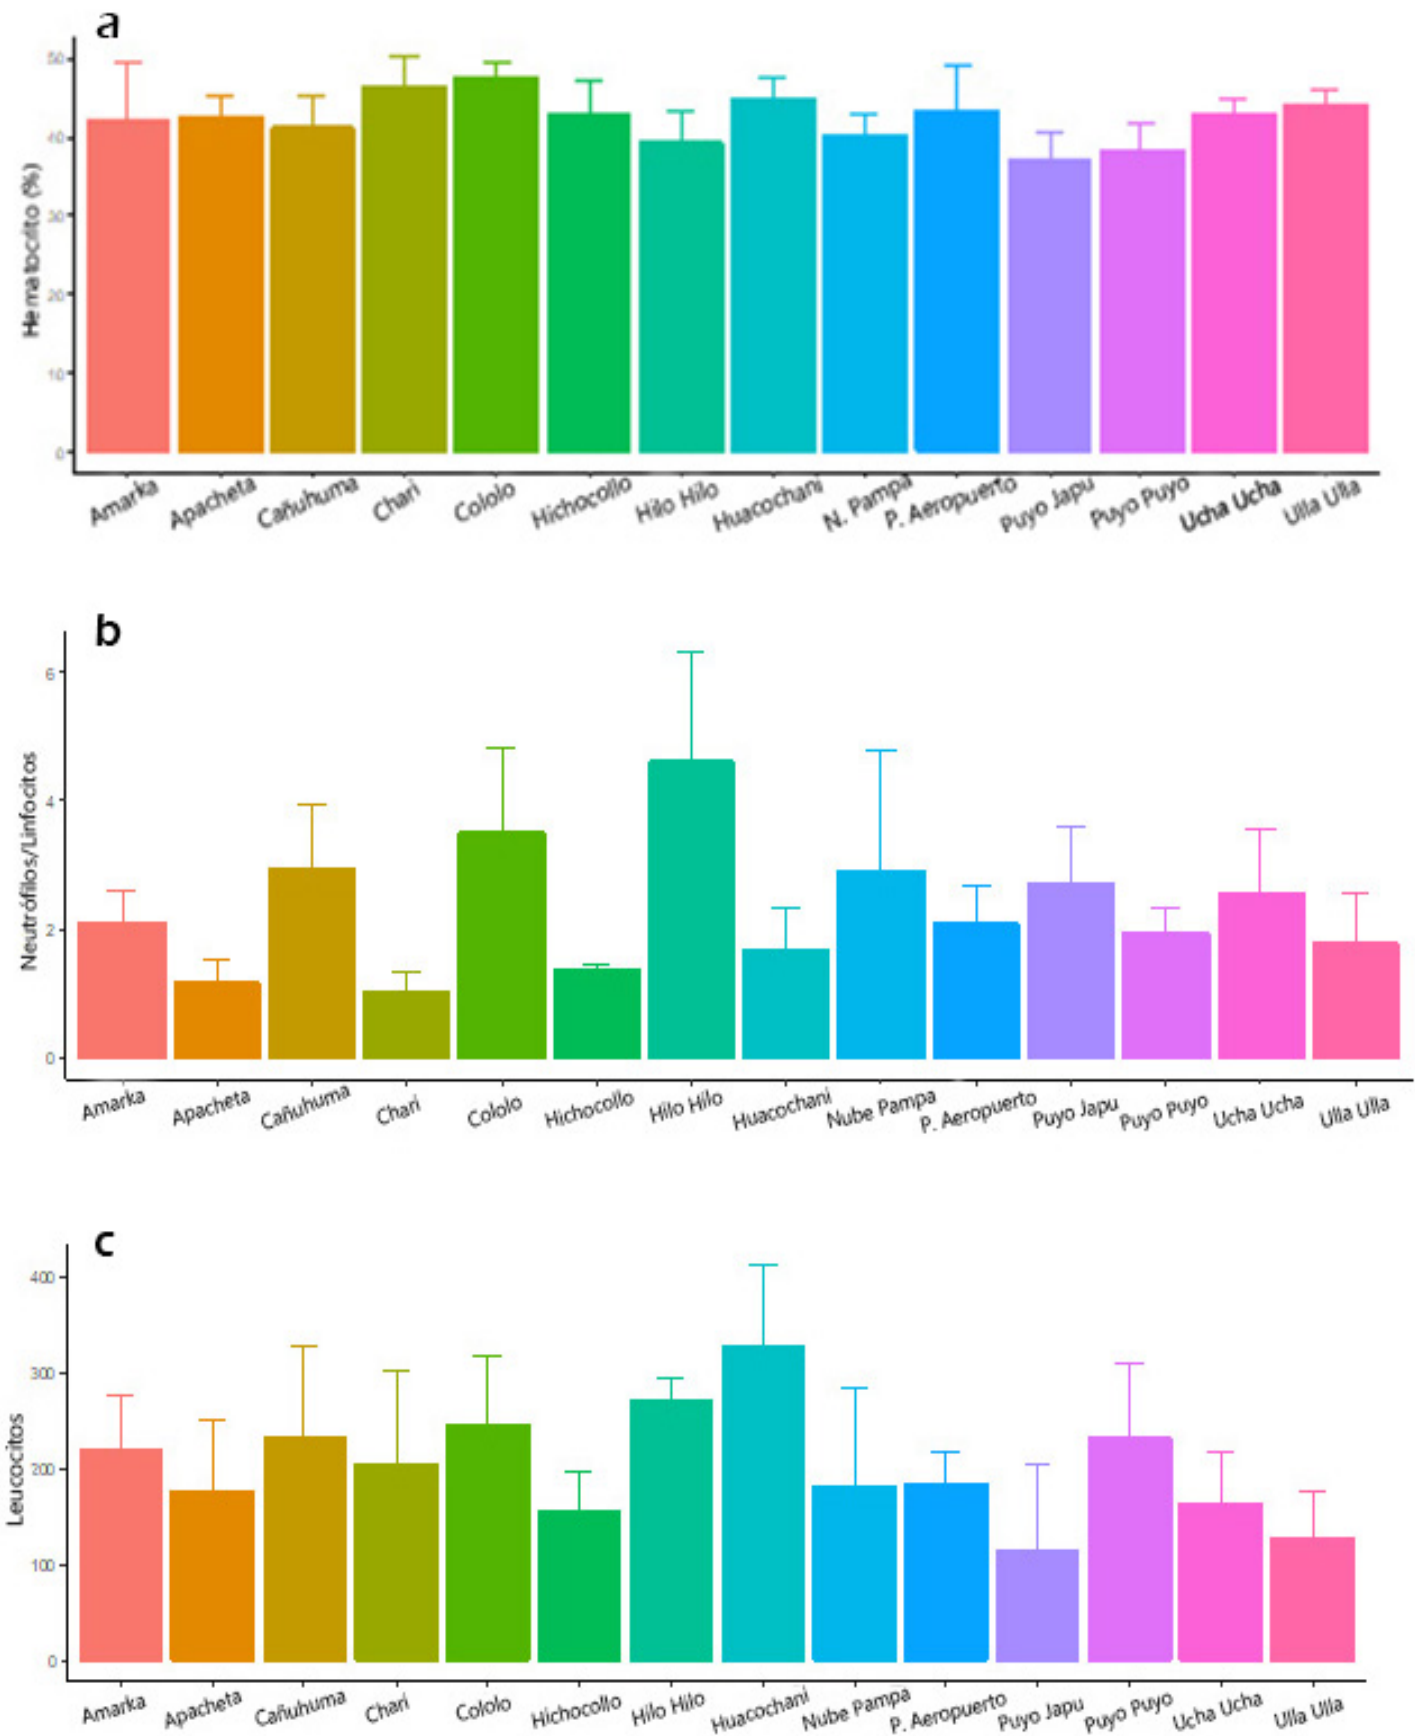 a
Hematocrito (%)
50
40
30
20
10
0
Amarka Apacheta Cañuhuma Chari Cololo Hichocollo Hilo Hilo Huacochani N. Pampa P. Aeropuerto Puyo Japu Puyo Puyo Ucha Ucha Ulla Ulla
b
Neutrófilos/Linfocitos
6
4
2
0
Amarka Apacheta Cañuhuma Chari Cololo Hichocollo Hilo Hilo Huacochani Nube Pampa P. Aeropuerto Puyo Japu Puyo Puyo Ucha Ucha Ulla Ulla
c
Leucocitos
400
300
200
100
0
Amarka Apacheta Cañuhuma Chari Cololo Hichocollo Hilo Hilo Huacochani Nube Pampa P. Aeropuerto Puyo Japu Puyo Puyo Ucha Ucha Ulla Ulla